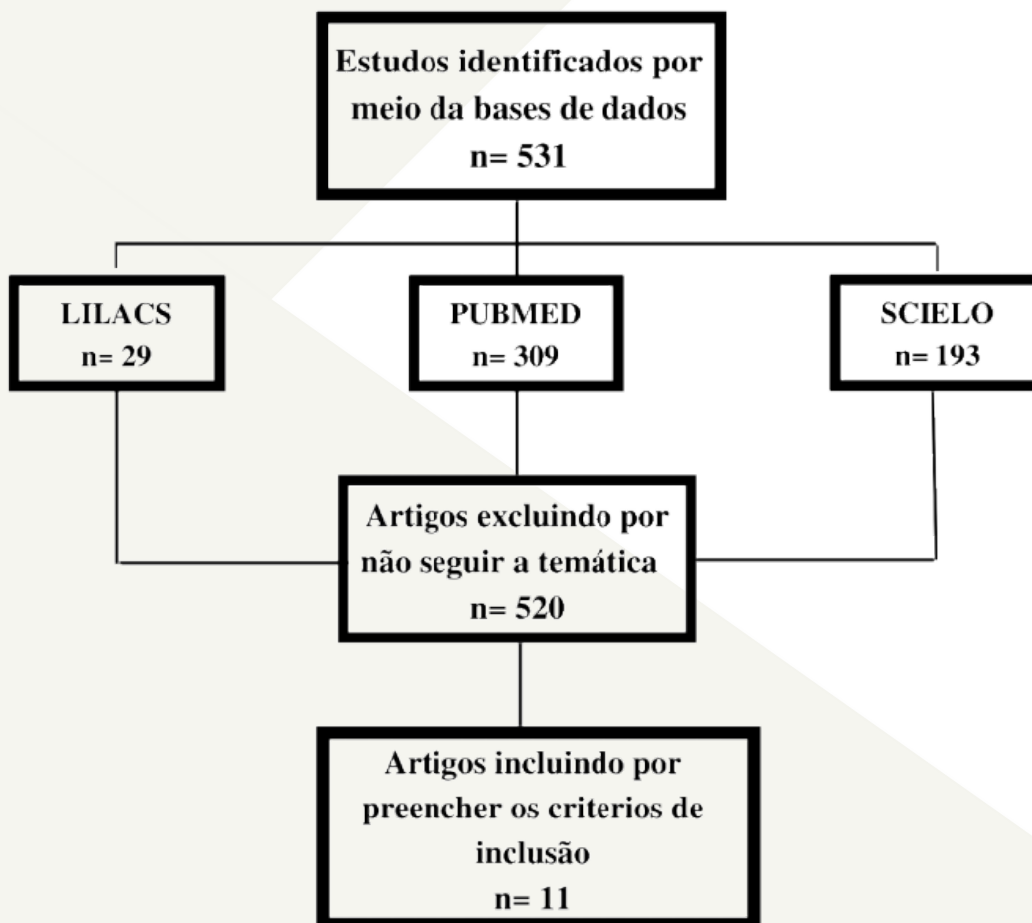 Estudos identificados por
meio da bases de dados
n= 531
LILACS
n= 29
PUBMED
n= 309
SCIELO
n= 193
Artigos excluindo por
não seguir a temática
n= 520
Artigos incluindo por
preencher os criterios de
inclusão
n= 11